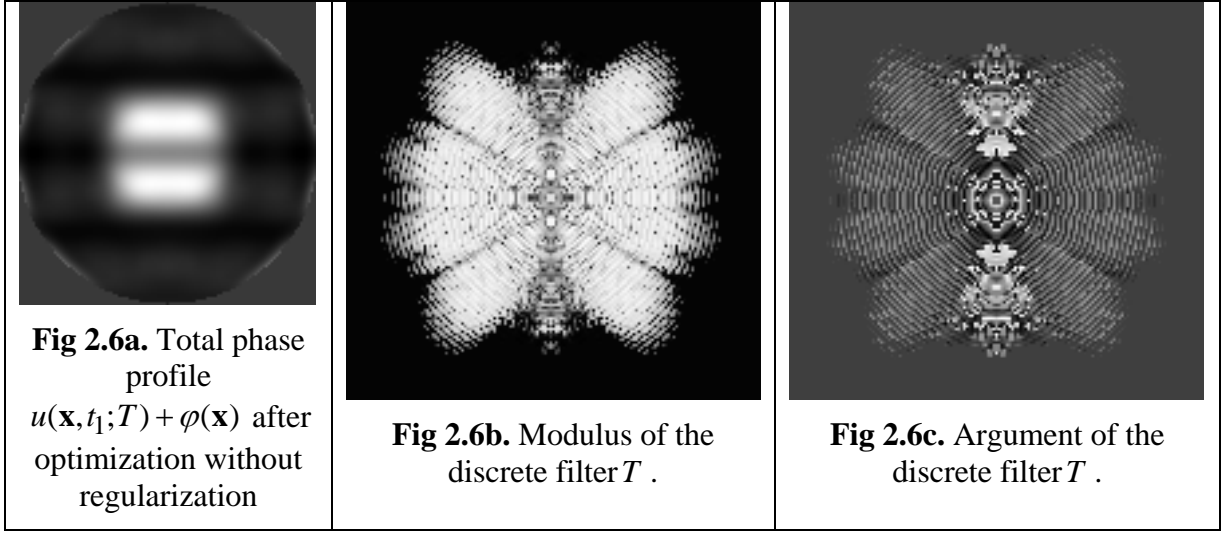 Fig 2.6a. Total phase
profile
u(x,t₁;T)+φ(x) after
optimization without
regularization
Fig 2.6b. Modulus of the
discrete filter T .
Fig 2.6c. Argument of the
discrete filter T .